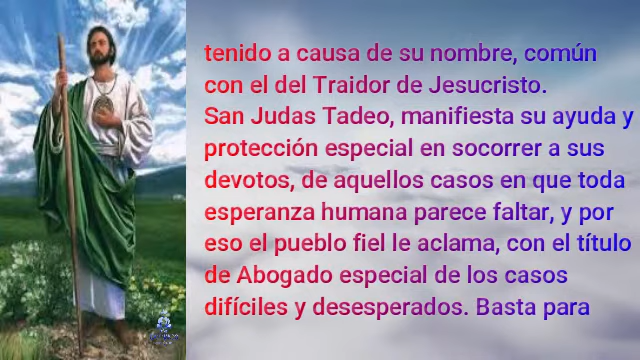 tenido a causa de su nombre, común
con el del Traidor de Jesucristo.
San Judas Tadeo, manifiesta su ayuda y
protección especial en socorrer a sus
devotos, de aquellos casos en que toda
esperanza humana parece faltar, y por
eso el pueblo fiel le aclama, con el título
de Abogado especial de los casos
difíciles y desesperados. Basta para